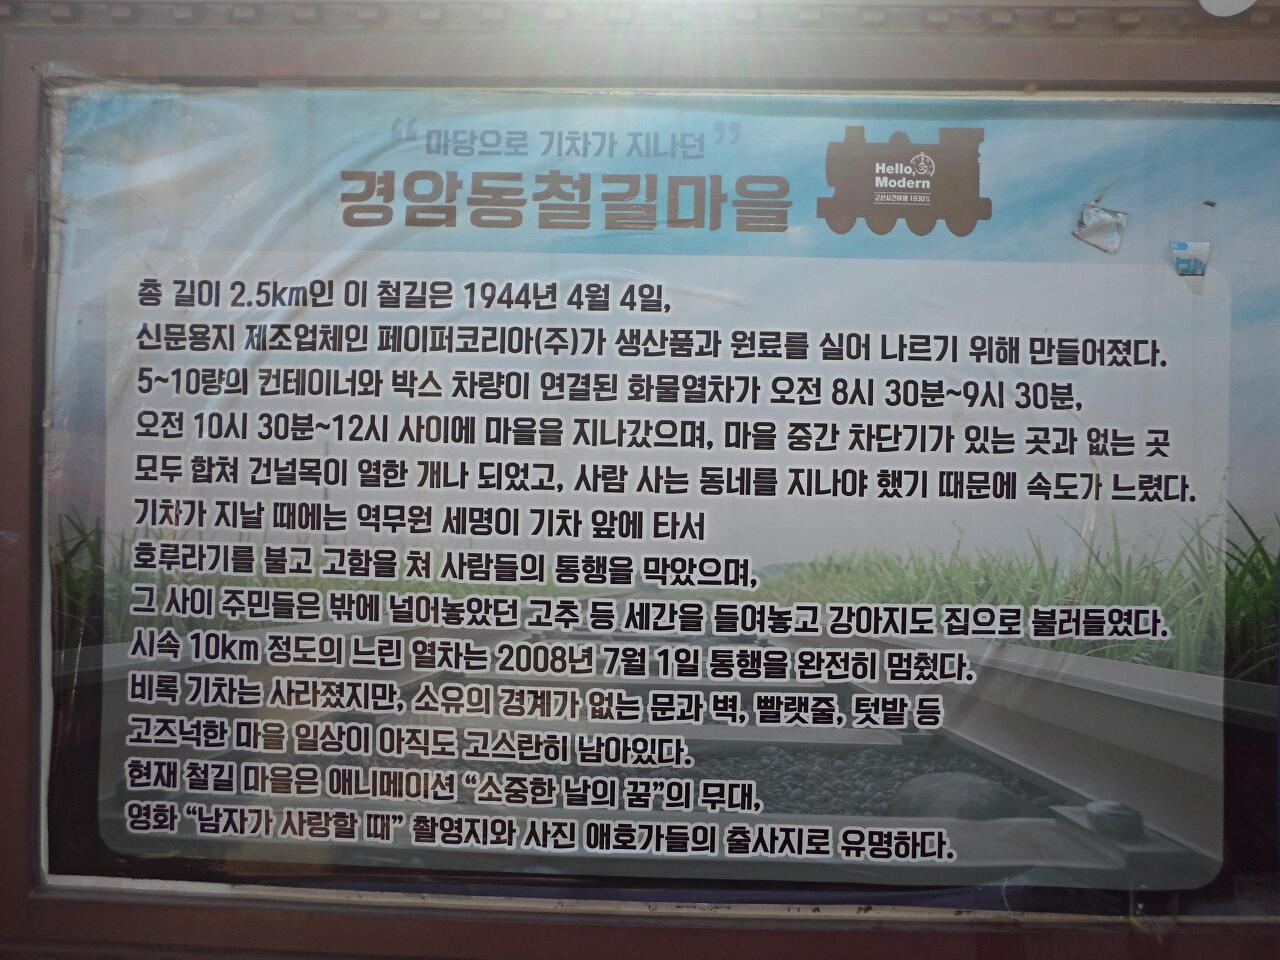 “마당으로 기차가 지나던”
경암동철길마을
Hello,
Modern
군산시간여행 1930's
총 길이 2.5km인 이 철길은 1944년 4월 4일,
신문용지 제조업체인 페이퍼코리아(주)가 생산품과 원료를 실어 나르기 위해 만들어졌다.
5~10량의 컨테이너와 박스 차량이 연결된 화물열차가 오전 8시 30분~9시 30분,
오전 10시 30분~12시 사이에 마을을 지나갔으며, 마을 중간 차단기가 있는 곳과 없는 곳
모두 합쳐 건널목이 열한 개나 되었고, 사람 사는 동네를 지나야 했기 때문에 속도가 느렸다.
기차가 지날 때에는 역무원 세명이 기차 앞에 타서
호루라기를 불고 고함을 쳐 사람들의 통행을 막았으며,
그 사이 주민들은 밖에 널어놓았던 고추 등 세간을 들여놓고 강아지도 집으로 불러들였다.
시속 10km 정도의 느린 열차는 2008년 7월 1일 통행을 완전히 멈췄다.
비록 기차는 사라졌지만, 소유의 경계가 없는 문과 벽, 빨랫줄, 텃밭 등
고즈넉한 마을 일상이 아직도 고스란히 남아있다.
현재 철길 마을은 애니메이션 “소중한 날의 꿈”의 무대,
영화 “남자가 사랑할 때” 촬영지와 사진 애호가들의 출사지로 유명하다.